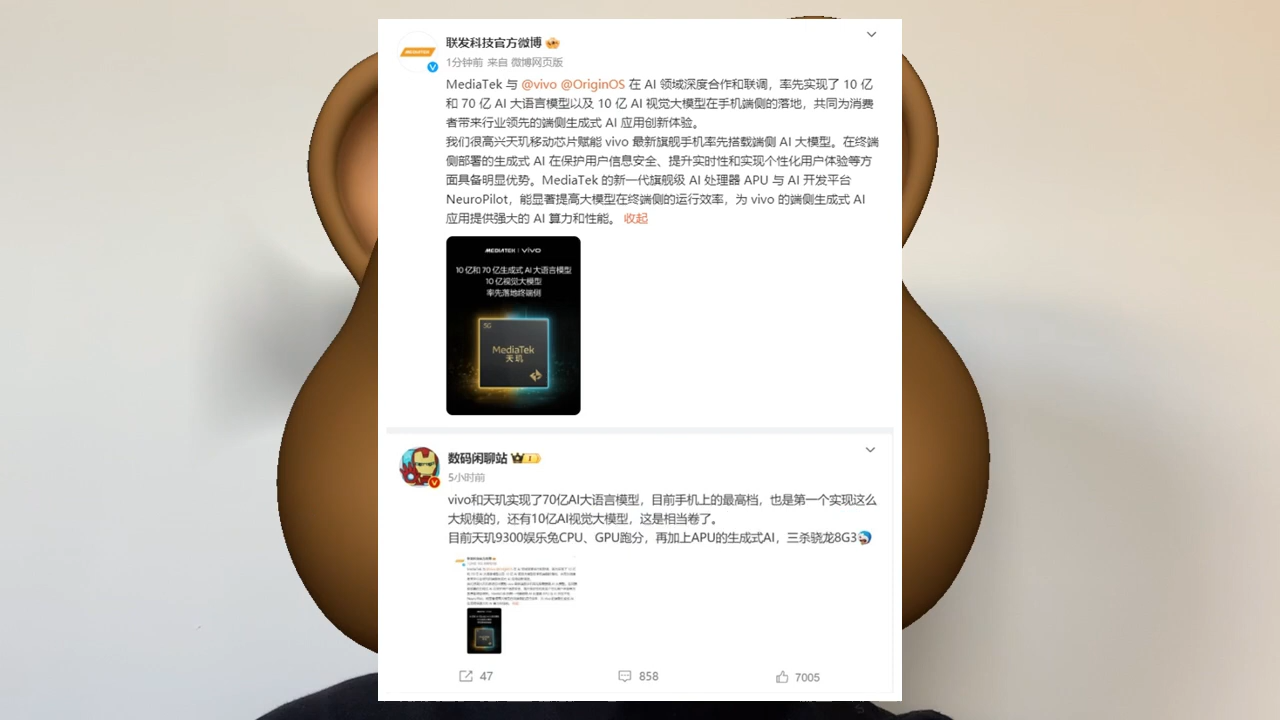 联发科技官方微博
1分钟前 来自 微博网页版
MediaTek 与 @vivo @OriginOS 在 AI 领域深度合作和联调，率先实现了 10 亿
和 70 亿 AI 大语言模型以及 10 亿 AI 视觉大模型在手机端侧的落地，共同为消费
者带来行业领先的端侧生成式 AI 应用创新体验。
我们很高兴天玑移动芯片赋能 vivo 最新旗舰手机率先搭载端侧 AI 大模型。在终端
侧部署的生成式 AI 在保护用户信息安全、提升实时性和实现个性化用户体验等方
面具备明显优势。MediaTek 的新一代旗舰级 AI 处理器 APU 与 AI 开发平台
NeuroPilot，能显著提高大模型在终端侧的运行效率，为 vivo 的端侧生成式 AI
应用提供强大的 AI 算力和性能。 收起
MEDIATEK | vivo
10 亿和 70 亿生成式 AI 大语言模型
10 亿视觉大模型
率先落地终端侧
5G
MediaTek
天玑
数码闲聊站
5小时前
vivo和天玑实现了70亿AI大语言模型，目前手机上的最高档，也是第一个实现这么
大规模的，还有10亿AI视觉大模型，这是相当卷了。
目前天玑9300娱乐兔CPU、GPU跑分，再加上APU的生成式AI，三杀骁龙8G3
47 858 7005